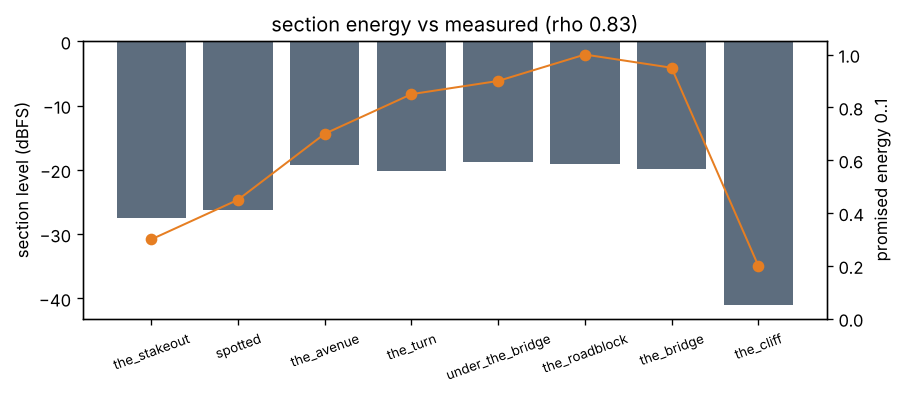 section energy vs measured (rho 0.83)
section level (dBFS)
0
−10
−20
−30
−40
1.0
0.8
0.6
0.4
0.2
0.0
promised energy 0..1
the_stakeout
spotted
the_avenue
the_turn
under_the_bridge
the_roadblock
the_bridge
the_cliff